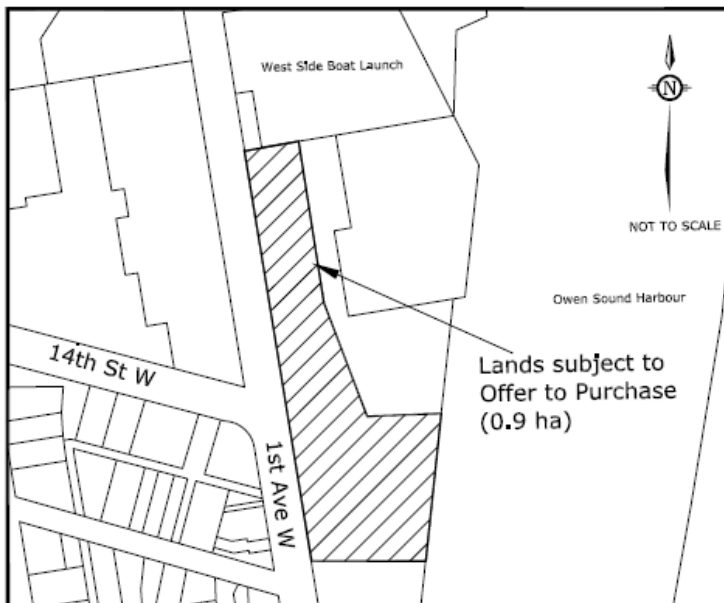 West Side Boat Launch
N
NOT TO SCALE
Owen Sound Harbour
14th St W
Lands subject to
Offer to Purchase
(0.9 ha)
1st Ave W